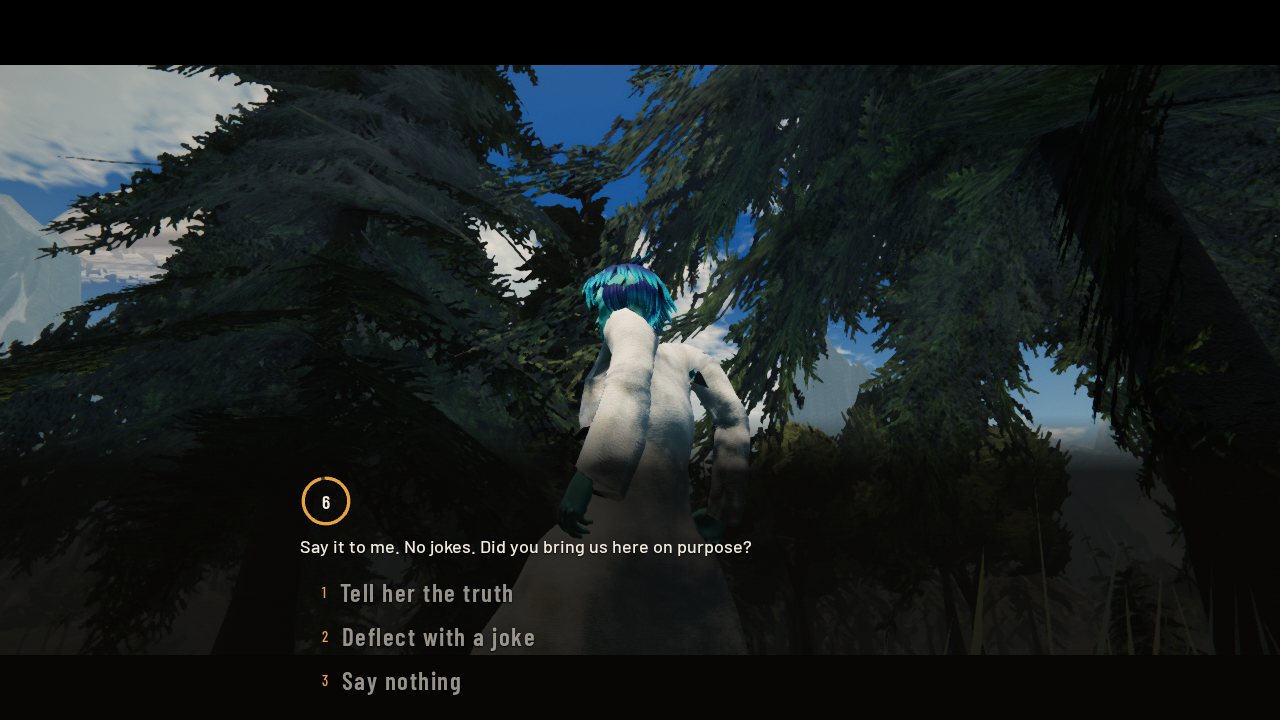 6
Say it to me. No jokes. Did you bring us here on purpose?
1 Tell her the truth
2 Deflect with a joke
3 Say nothing